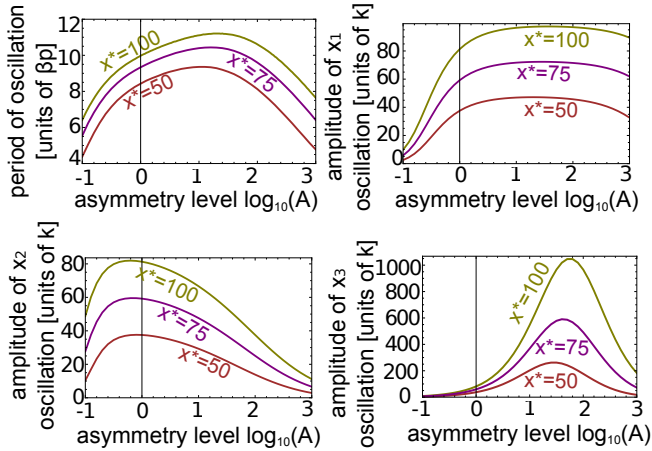 period of oscillation
[units of βp]
12
10
8
6
4
x*=100
x*=75
x*=50
-1 0 1 2 3
asymmetry level log₁₀(A)
amplitude of x₁
oscillation [units of k]
80
60
40
20
0
x*=100
x*=75
x*=50
-1 0 1 2 3
asymmetry level log₁₀(A)
amplitude of x₂
oscillation [units of k]
80
60
40
20
0
x*=100
x*=75
x*=50
-1 0 1 2 3
asymmetry level log₁₀(A)
amplitude of x₃
oscillation [units of k]
1000
800
600
400
200
0
x*=100
x*=75
x*=50
-1 0 1 2 3
asymmetry level log₁₀(A)